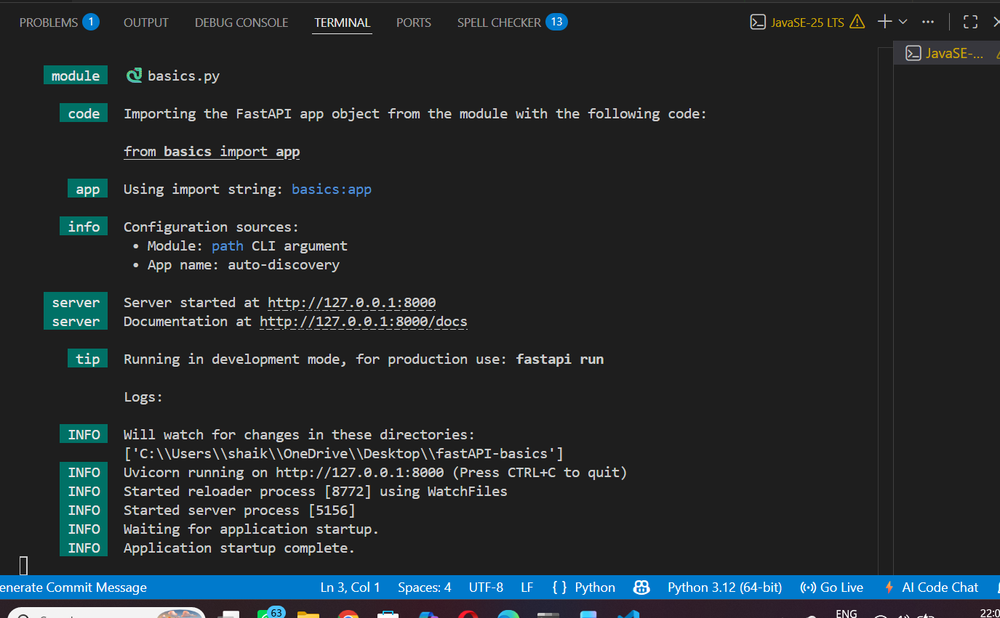 PROBLEMS 1 OUTPUT DEBUG CONSOLE TERMINAL PORTS SPELL CHECKER 13 JavaSE-25 LTS
JavaSE-...
module basics.py
code Importing the FastAPI app object from the module with the following code:
from basics import app
app Using import string: basics:app
info Configuration sources:
• Module: path CLI argument
• App name: auto-discovery
server Server started at http://127.0.0.1:8000
server Documentation at http://127.0.0.1:8000/docs
tip Running in development mode, for production use: fastapi run
Logs:
INFO Will watch for changes in these directories:
['C:\\Users\\shaik\\OneDrive\\Desktop\\fastAPI-basics']
INFO Uvicorn running on http://127.0.0.1:8000 (Press CTRL+C to quit)
INFO Started reloader process [8772] using WatchFiles
INFO Started server process [5156]
INFO Waiting for application startup.
INFO Application startup complete.
enerate Commit Message Ln 3, Col 1 Spaces: 4 UTF-8 LF { } Python Python 3.12 (64-bit) Go Live AI Code Chat
63 ENG 22:0